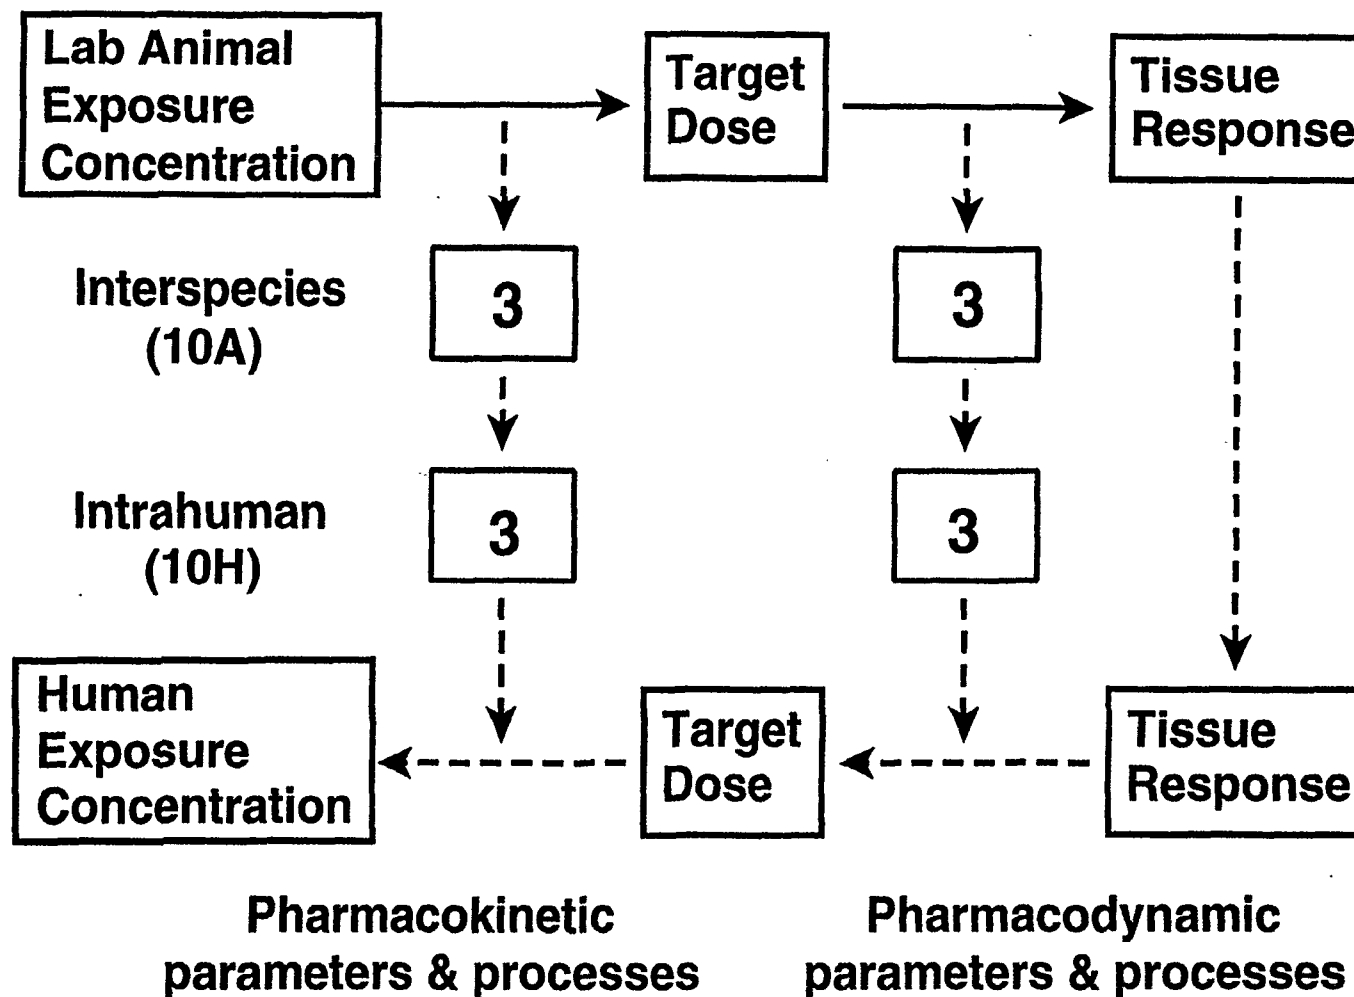 Lab Animal
Exposure
Concentration
Target
Dose
Tissue
Response
Interspecies
(10A)
3
3
Intrahuman
(10H)
3
3
Human
Exposure
Concentration
Target
Dose
Tissue
Response
Pharmacokinetic
parameters & processes
Pharmacodynamic
parameters & processes